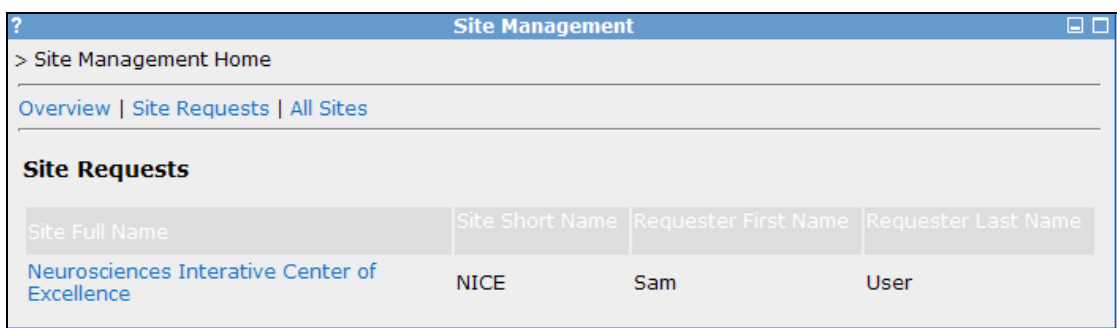 ? Site Management
> Site Management Home
Overview | Site Requests | All Sites
Site Requests
Site Full Name Site Short Name Requester First Name Requester Last Name
Neurosciences Interative Center of
Excellence NICE Sam User